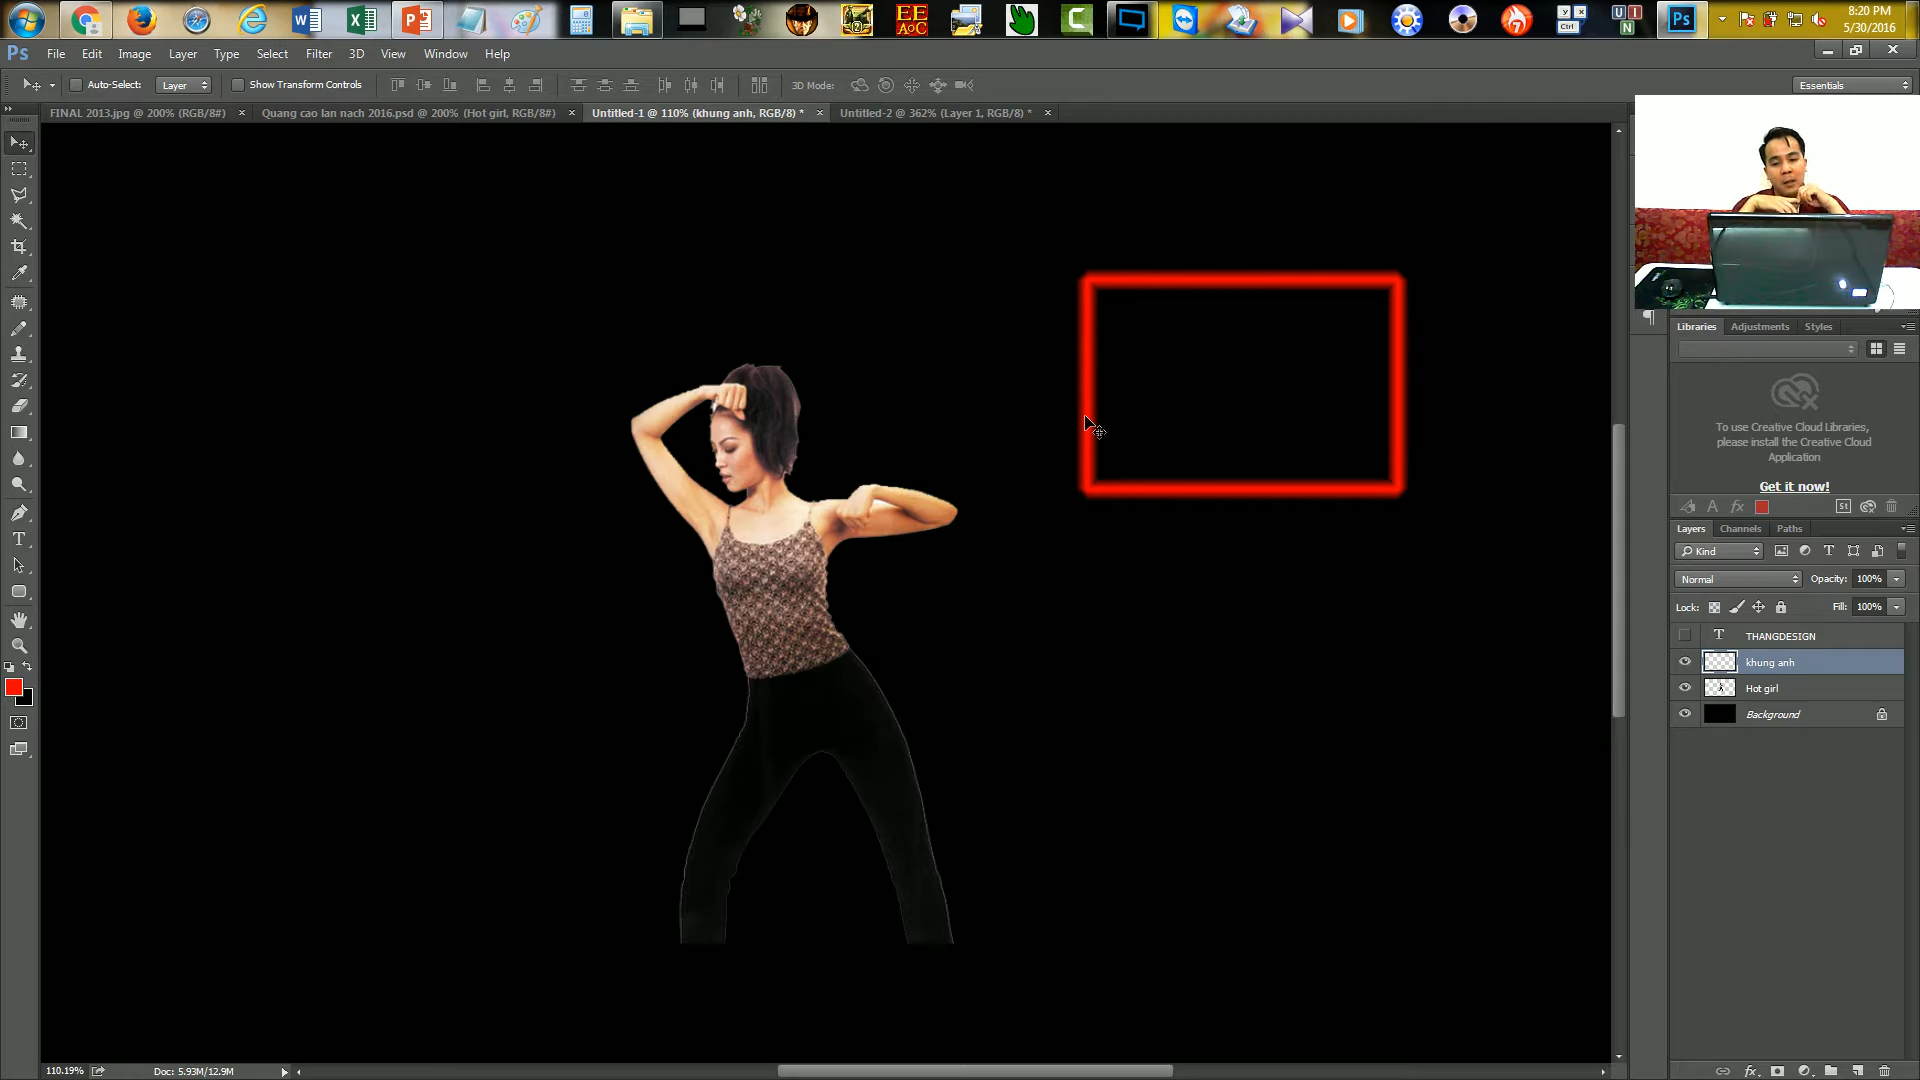 8:20 PM
5/30/2016
Ps File Edit Image Layer Type Select Filter 3D View Window Help
Auto-Select: Layer Show Transform Controls 3D Mode: Essentials
FINAL 2013.jpg @ 200% (RGB/8#) × Quang cao lan nach 2016.psd @ 200% (Hot girl, RGB/8#) × Untitled-1 @ 110% (khung anh, RGB/8) * × Untitled-2 @ 362% (Layer 1, RGB/8) * ×
Libraries Adjustments Styles
To use Creative Cloud Libraries,
please install the Creative Cloud
Application
Get it now!
Layers Channels Paths
Kind
Normal Opacity: 100%
Lock: Fill: 100%
THANGDESIGN
khung anh
Hot girl
Background
110.19% Doc: 5.93M/12.9M